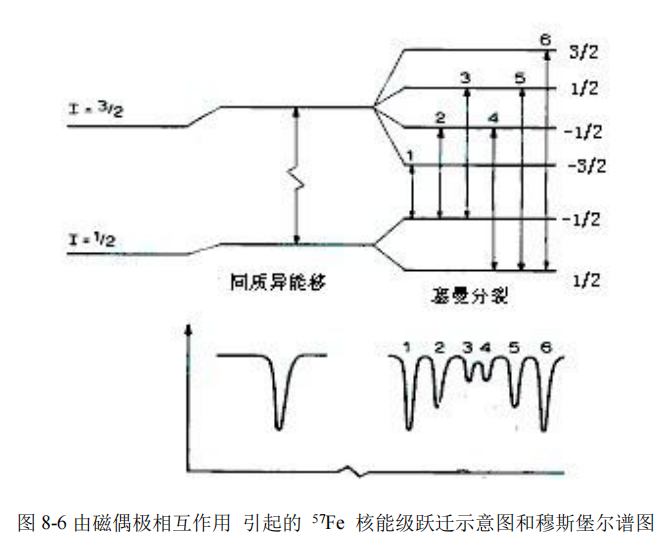 6
3/2
3
5
1/2
I = 3/2
2
4
-1/2
1
-3/2
-1/2
I = 1/2
1/2
同质异能移
塞曼分裂
1 2 3 4 5 6
图 8-6 由磁偶极相互作用 引起的 ⁵⁷Fe 核能级跃迁示意图和穆斯堡尔谱图